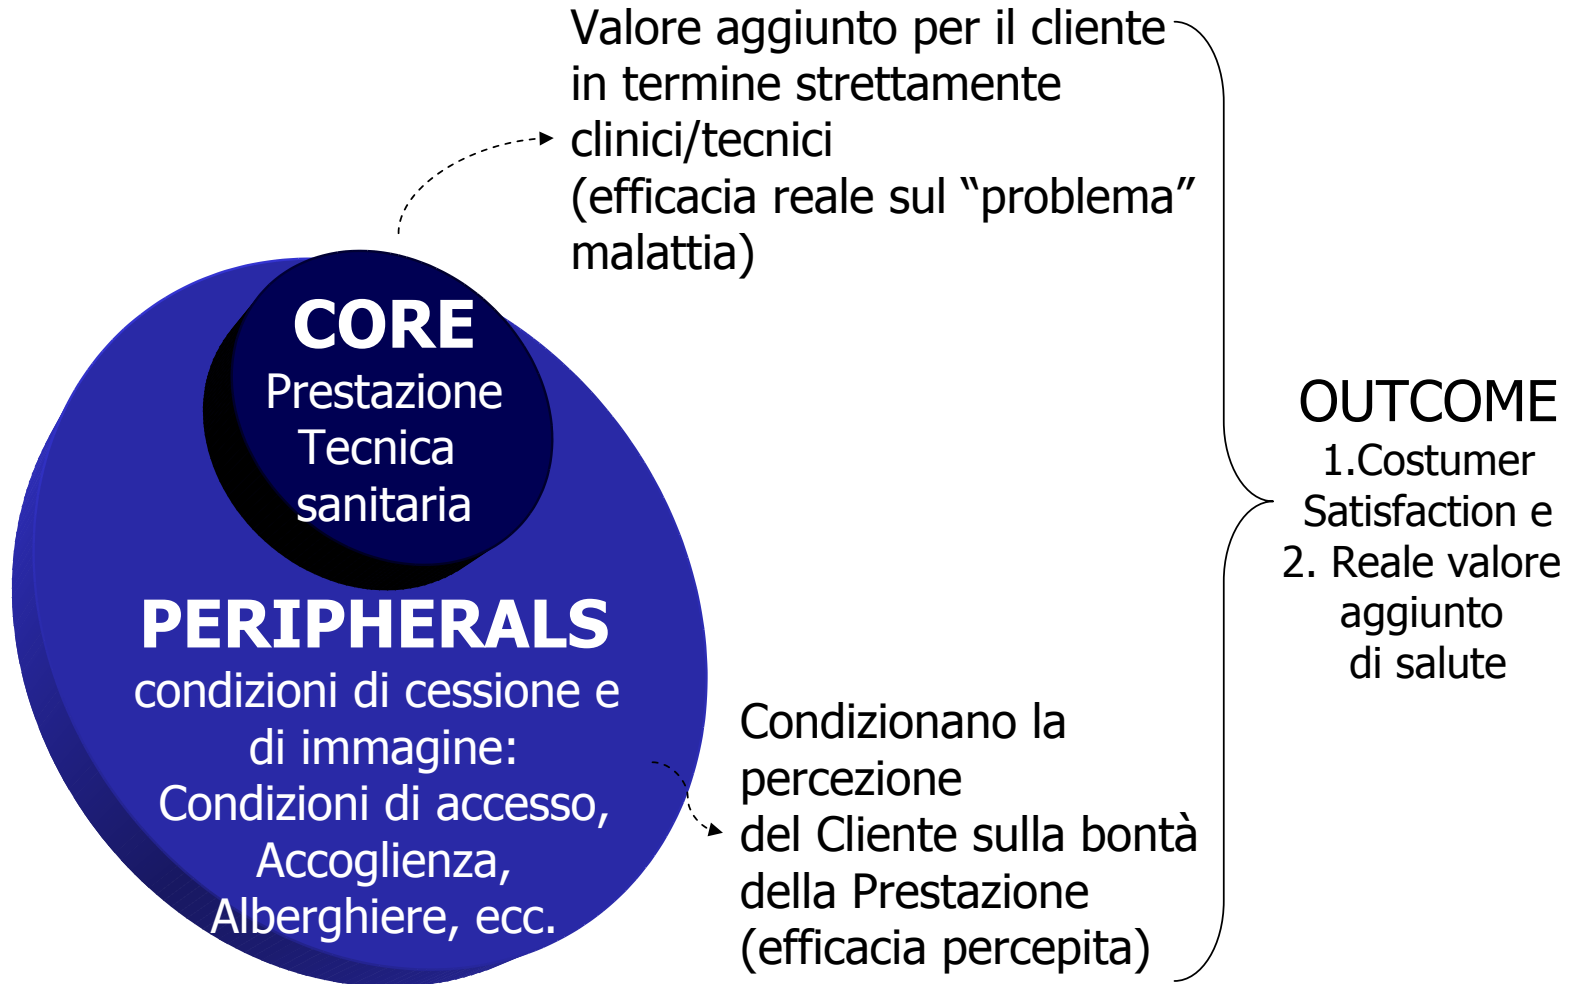 Valore aggiunto per il cliente
in termine strettamente
clinici/tecnici
(efficacia reale sul “problema”
malattia)
CORE
Prestazione
Tecnica
sanitaria
PERIPHERALS
condizioni di cessione e
di immagine:
Condizioni di accesso,
Accoglienza,
Alberghiere, ecc.
Condizionano la
percezione
del Cliente sulla bontà
della Prestazione
(efficacia percepita)
OUTCOME
1.Costumer
Satisfaction e
2. Reale valore
aggiunto
di salute